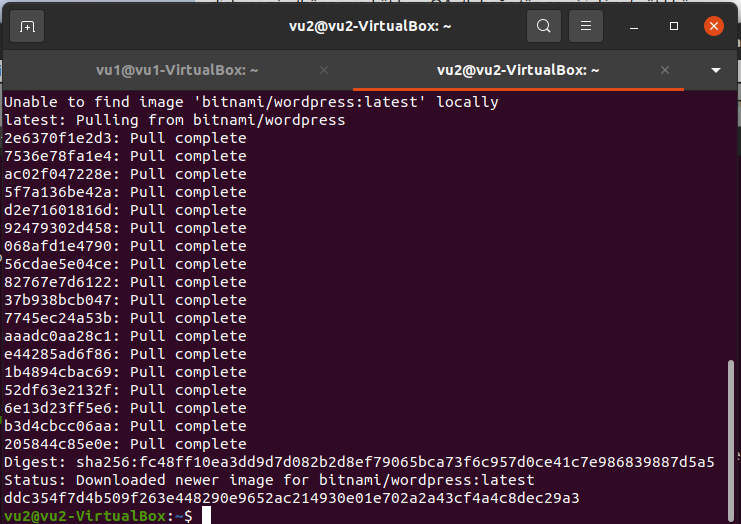 vu2@vu2-VirtualBox: ~
vu1@vu1-VirtualBox: ~
vu2@vu2-VirtualBox: ~
Unable to find image 'bitnami/wordpress:latest' locally
latest: Pulling from bitnami/wordpress
2e6370f1e2d3: Pull complete
7536e78fa1e4: Pull complete
ac02f047228e: Pull complete
5f7a136be42a: Pull complete
d2e71601816d: Pull complete
92479302d458: Pull complete
068afd1e4790: Pull complete
56cdae5e04ce: Pull complete
82767e7d6122: Pull complete
37b938bcb047: Pull complete
7745ec24a53b: Pull complete
aaadc0aa28c1: Pull complete
e44285ad6f86: Pull complete
1b4894cbac69: Pull complete
52df63e2132f: Pull complete
6e13d23ff5e6: Pull complete
b3d4cbcc06aa: Pull complete
205844c85e0e: Pull complete
Digest: sha256:fc48ff10ea3dd9d7d082b2d8ef79065bca73f6c957d0ce41c7e986839887d5a5
Status: Downloaded newer image for bitnami/wordpress:latest
ddc354f7d4b509f263e448290e9652ac214930e01e702a2a43cf4a4c8dec29a3
vu2@vu2-VirtualBox:~$